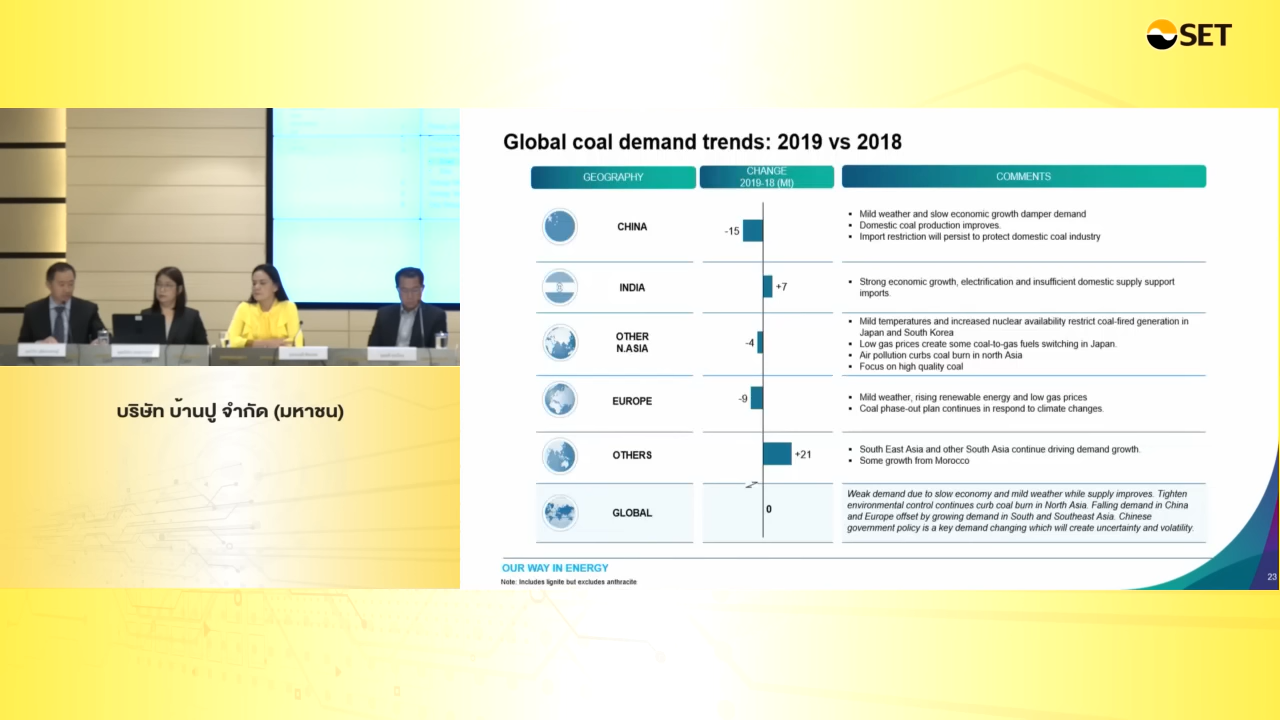 SET
Global coal demand trends: 2019 vs 2018
GEOGRAPHY
CHANGE
2019-18 (Mt)
COMMENTS
CHINA
-15
▪ Mild weather and slow economic growth damper demand
▪ Domestic coal production improves.
▪ Import restriction will persist to protect domestic coal industry
INDIA
+7
▪ Strong economic growth, electrification and insufficient domestic supply support
imports.
OTHER
N.ASIA
-4
▪ Mild temperatures and increased nuclear availability restrict coal-fired generation in
Japan and South Korea
▪ Low gas prices create some coal-to-gas fuels switching in Japan.
▪ Air pollution curbs coal burn in north Asia
▪ Focus on high quality coal
EUROPE
-9
▪ Mild weather, rising renewable energy and low gas prices
▪ Coal phase-out plan continues in respond to climate changes.
OTHERS
+21
▪ South East Asia and other South Asia continue driving demand growth.
▪ Some growth from Morocco
GLOBAL
0
Weak demand due to slow economy and mild weather while supply improves. Tighten
environmental control continues curb coal burn in North Asia. Falling demand in China
and Europe offset by growing demand in South and Southeast Asia. Chinese
government policy is a key demand changing which will create uncertainty and volatility.
OUR WAY IN ENERGY
Note: Includes lignite but excludes anthracite
23
บริษัท บ้านปู จำกัด (มหาชน)